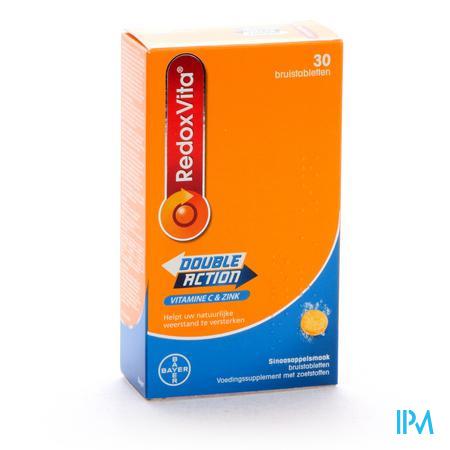 30
bruistabletten
RedoxVita®
DOUBLE
ACTION
VITAMINE C & ZINK
Helpt uw natuurlijke
weerstand te versterken
BAYER
BAYER
Sinaasappelsmaak
bruistabletten
Voedingssupplement met zoetstoffen
IPM